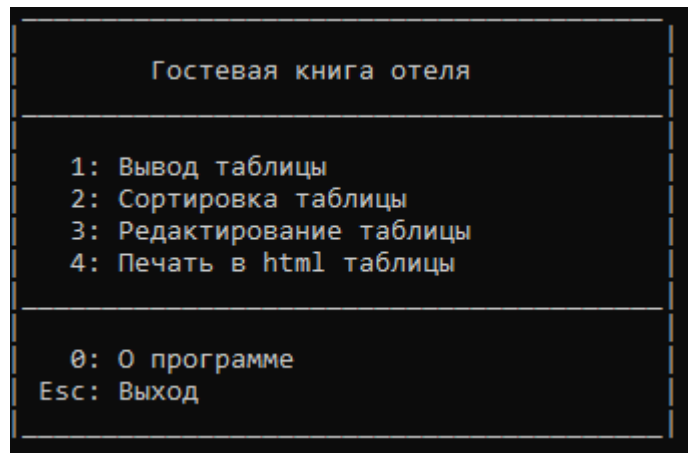 Гостевая книга отеля
1: Вывод таблицы
2: Сортировка таблицы
3: Редактирование таблицы
4: Печать в html таблицы
0: О программе
Esc: Выход